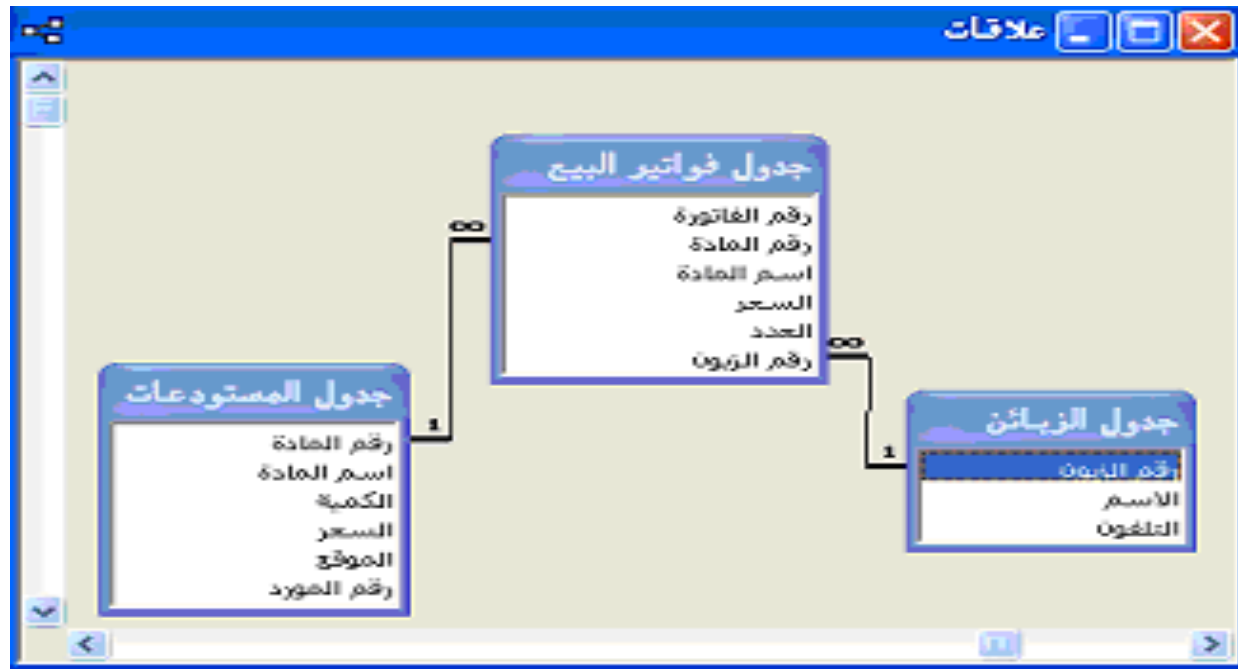 علاقات
جدول فواتير البيع
رقم الفاتورة
رقم المادة
اسم المادة
السعر
العدد
رقم الزبون
∞
∞
جدول الزبائن
رقم الزبون
الاسم
التلفون
1
جدول المستودعات
رقم المادة
اسم المادة
الكمية
السعر
الموقع
رقم المورد
1